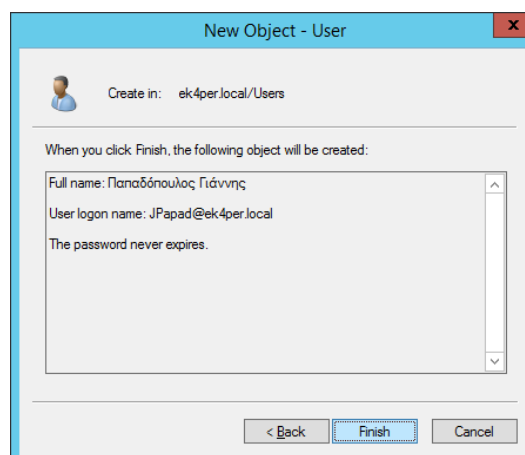 New Object - User
x
Create in: ek4per.local/Users
When you click Finish, the following object will be created:
Full name: Παπαδόπουλος Γιάννης
User logon name: JPapad@ek4per.local
The password never expires.
< Back Finish Cancel